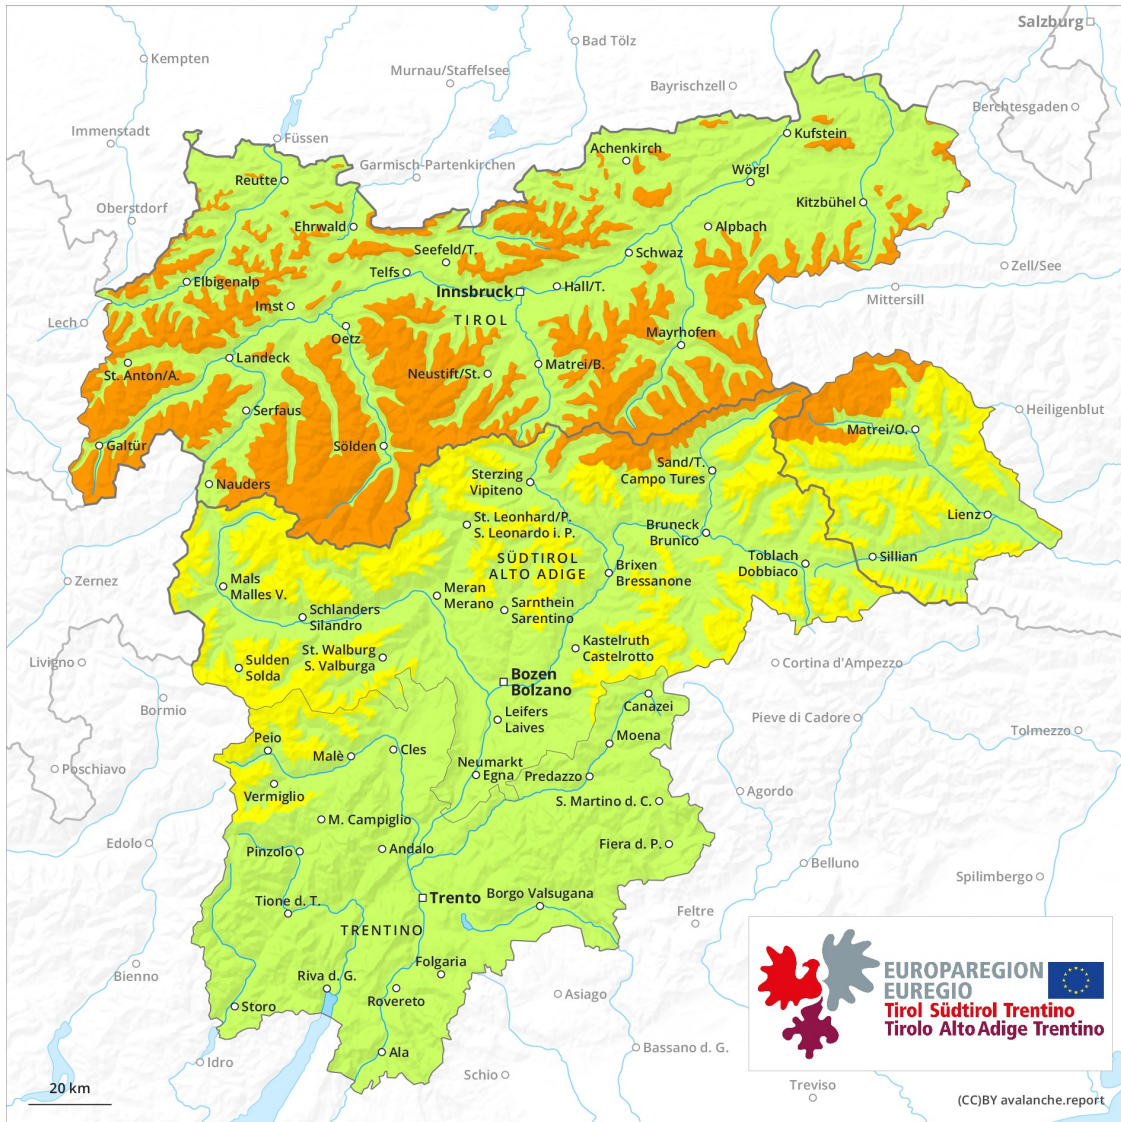 Salzburg
Bad Tölz
Kempten
Murnau/Staffelsee
Bayrischzell
Berchtesgaden
Immenstadt
Füssen
Kufstein
Achenkirch
Garmisch-Partenkirchen
Wörgl
Reutte
Oberstdorf
Kitzbühel
Ehrwald
Alpbach
Seefeld/T.
Schwaz
Zell/See
Telfs
Elbigenalp
Hall/T.
Innsbruck
Mittersill
Imst
TIROL
Lech
Oetz
Mayrhofen
Landeck
Matrei/B.
St. Anton/A.
Neustift/St.
Serfaus
Heiligenblut
Matrei/O.
Galtür
Sölden
Sand/T.
Campo Tures
Sterzing
Vipiteno
Nauders
St. Leonhard/P.
S. Leonardo i. P.
Lienz
Bruneck
Brunico
SÜDTIROL
ALTO ADIGE
Toblach
Dobbiaco
Sillian
Brixen
Bressanone
Zernez
Mals
Malles V.
Meran
Merano
Sarnthein
Sarentino
Schlanders
Silandro
Kastelruth
Castelrotto
St. Walburg
S. Valburga
Livigno
Sulden
Solda
Cortina d'Ampezzo
Bozen
Bolzano
Bormio
Canazei
Leifers
Laives
Pieve di Cadore
Tolmezzo
Peio
Moena
Cles
Malè
Neumarkt
Egna
Poschiavo
Predazzo
Vermiglio
Agordo
S. Martino d. C.
M. Campiglio
Edolo
Fiera d. P.
Pinzolo
Andalo
Belluno
Spilimbergo
Trento
Borgo Valsugana
Tione d. T.
Feltre
TRENTINO
Folgaria
Bienno
Riva d. G.
Rovereto
Asiago
Storo
EUROPAREGION
EUREGIO
Tirol Südtirol Trentino
Tirolo Alto Adige Trentino
Bassano d. G.
Ala
Idro
Schio
Treviso
20 km
(CC)BY avalanche.report